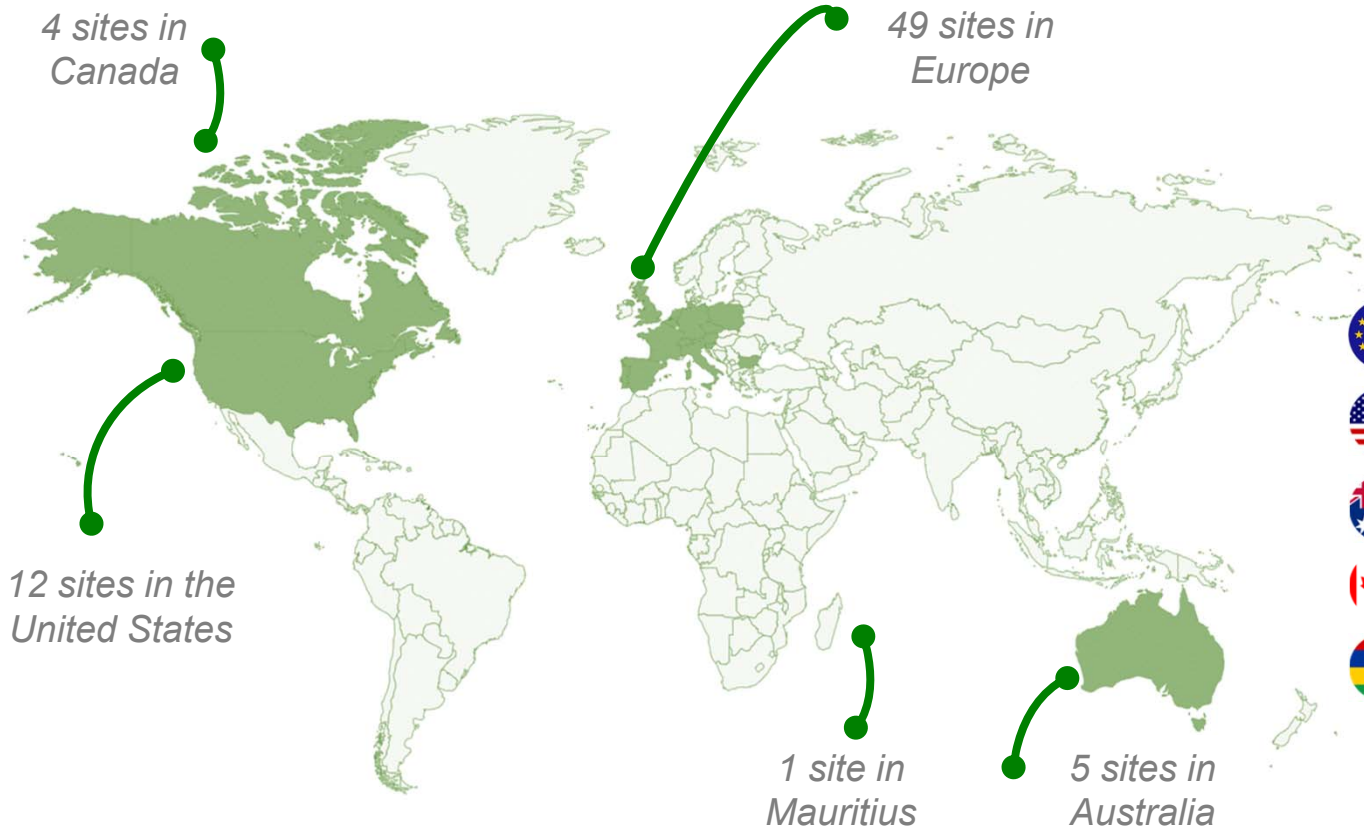 4 sites in
Canada
49 sites in
Europe
12 sites in the
United States
1 site in
Mauritius
5 sites in
Australia